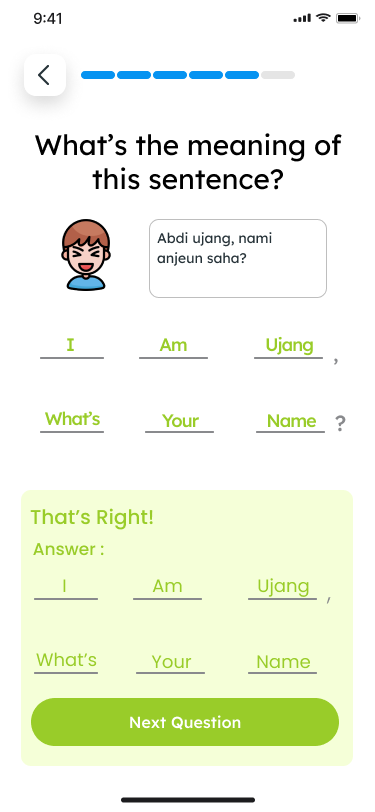 9:41
What's the meaning of
this sentence?
Abdi ujang, nami
anjeun saha?
I Am Ujang ,
What's Your Name ?
That's Right!
Answer :
I Am Ujang ,
What's Your Name
Next Question